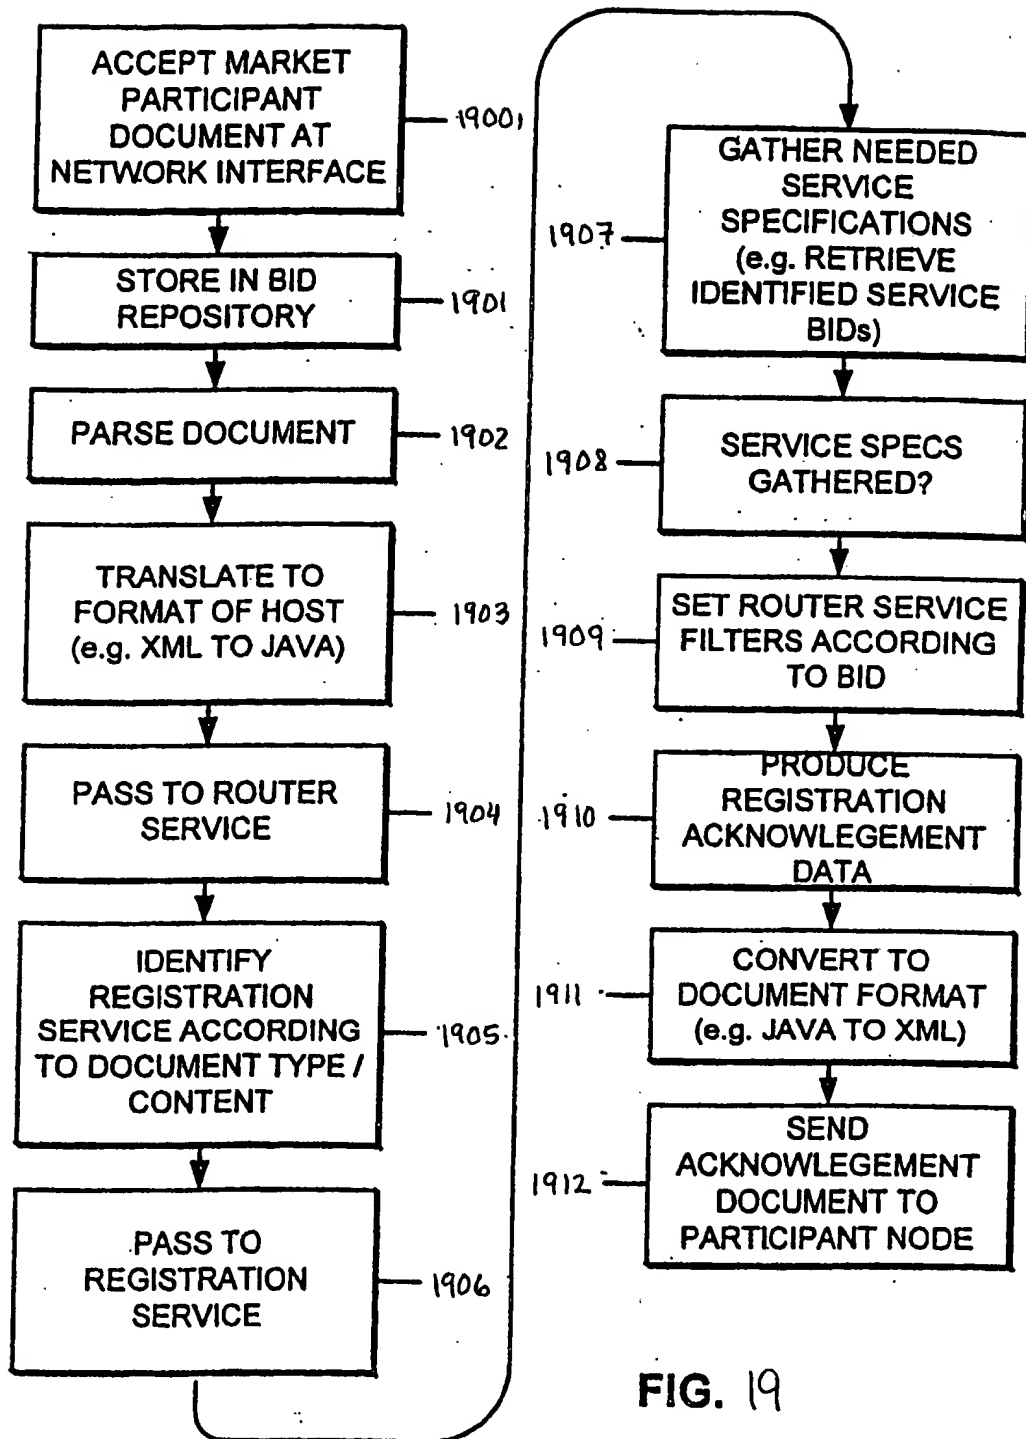 ACCEPT MARKET
PARTICIPANT
DOCUMENT AT
NETWORK INTERFACE
19001
STORE IN BID
REPOSITORY
1901
PARSE DOCUMENT
1902
TRANSLATE TO
FORMAT OF HOST
(e.g. XML TO JAVA)
1903
PASS TO ROUTER
SERVICE
1904
IDENTIFY
REGISTRATION
SERVICE ACCORDING
TO DOCUMENT TYPE /
CONTENT
1905
PASS TO
REGISTRATION
SERVICE
1906
GATHER NEEDED
SERVICE
SPECIFICATIONS
(e.g. RETRIEVE
IDENTIFIED SERVICE
BIDs)
1907
SERVICE SPECS
GATHERED?
1908
SET ROUTER SERVICE
FILTERS ACCORDING
TO BID
1909
PRODUCE
REGISTRATION
ACKNOWLEGEMENT
DATA
1910
CONVERT TO
DOCUMENT FORMAT
(e.g. JAVA TO XML)
1911
SEND
ACKNOWLEGEMENT
DOCUMENT TO
PARTICIPANT NODE
1912
FIG. 19